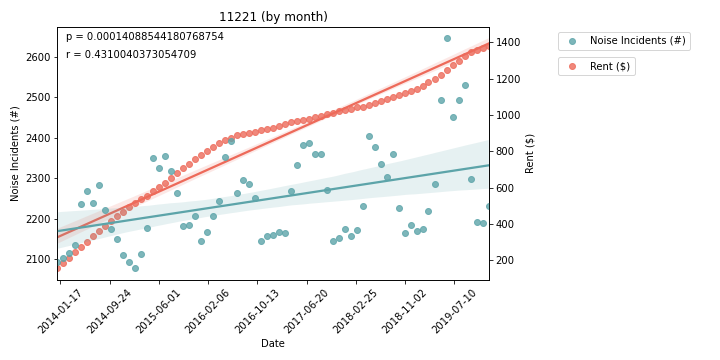 11221 (by month)
p = 0.00014088544180768754
r = 0.4310040373054709
Noise Incidents (#)
Rent ($)
2600
2500
2400
2300
2200
2100
Noise Incidents (#)
1400
1200
1000
800
600
400
200
Rent ($)
2014-01-17
2014-09-24
2015-06-01
2016-02-06
2016-10-13
2017-06-20
2018-02-25
2018-11-02
2019-07-10
Date